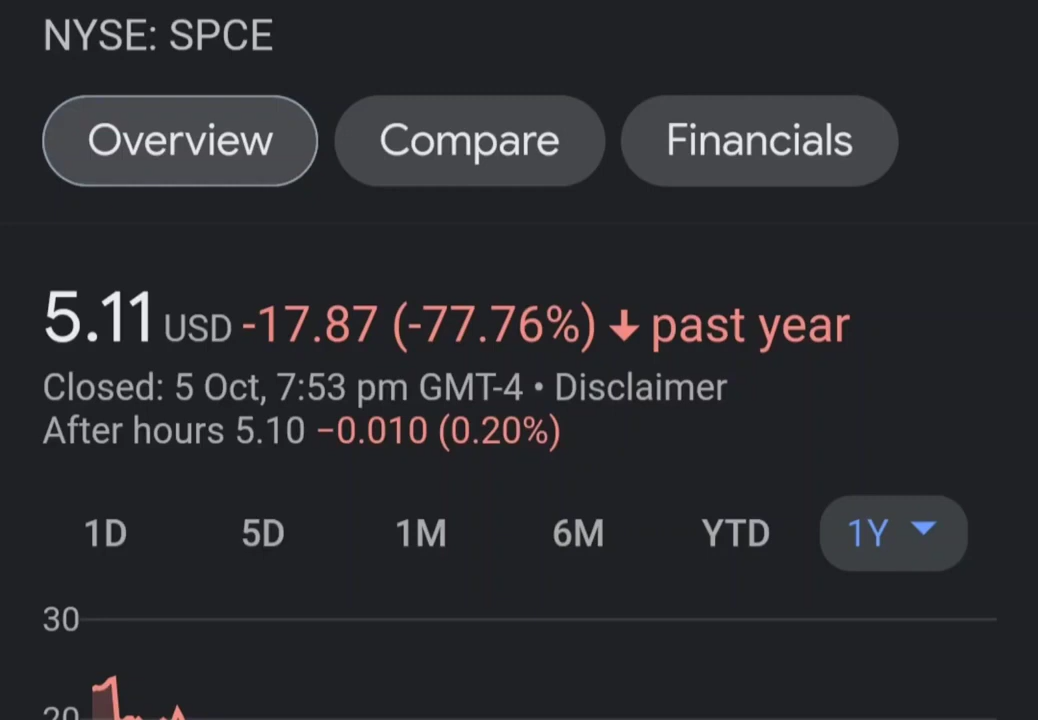 NYSE: SPCE
Overview Compare Financials
5.11 USD -17.87 (-77.76%) ↓ past year
Closed: 5 Oct, 7:53 pm GMT-4 • Disclaimer
After hours 5.10 −0.010 (0.20%)
1D 5D 1M 6M YTD 1Y
30
20